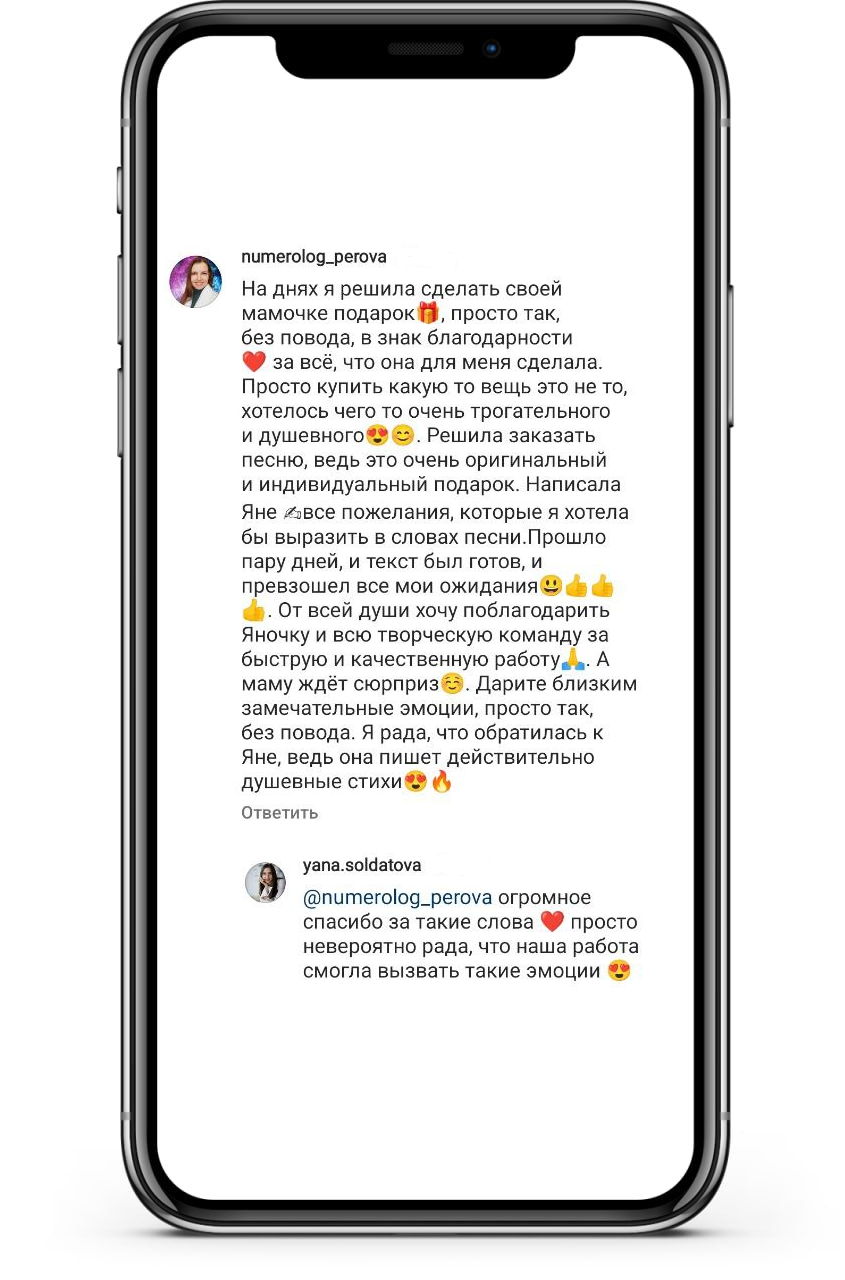 numerolog_perova
На днях я решила сделать своей
мамочке подарок🎁, просто так,
без повода, в знак благодарности
❤️ за всё, что она для меня сделала.
Просто купить какую то вещь это не то,
хотелось чего то очень трогательного
и душевного😍😊. Решила заказать
песню, ведь это очень оригинальный
и индивидуальный подарок. Написала
Яне ✍все пожелания, которые я хотела
бы выразить в словах песни.Прошло
пару дней, и текст был готов, и
превзошел все мои ожидания😃👍👍
👍. От всей души хочу поблагодарить
Яночку и всю творческую команду за
быструю и качественную работу🙏. А
маму ждёт сюрприз☺️. Дарите близким
замечательные эмоции, просто так,
без повода. Я рада, что обратилась к
Яне, ведь она пишет действительно
душевные стихи😍🔥
Ответить
yana.soldatova
@numerolog_perova огромное
спасибо за такие слова ❤️ просто
невероятно рада, что наша работа
смогла вызвать такие эмоции 😍